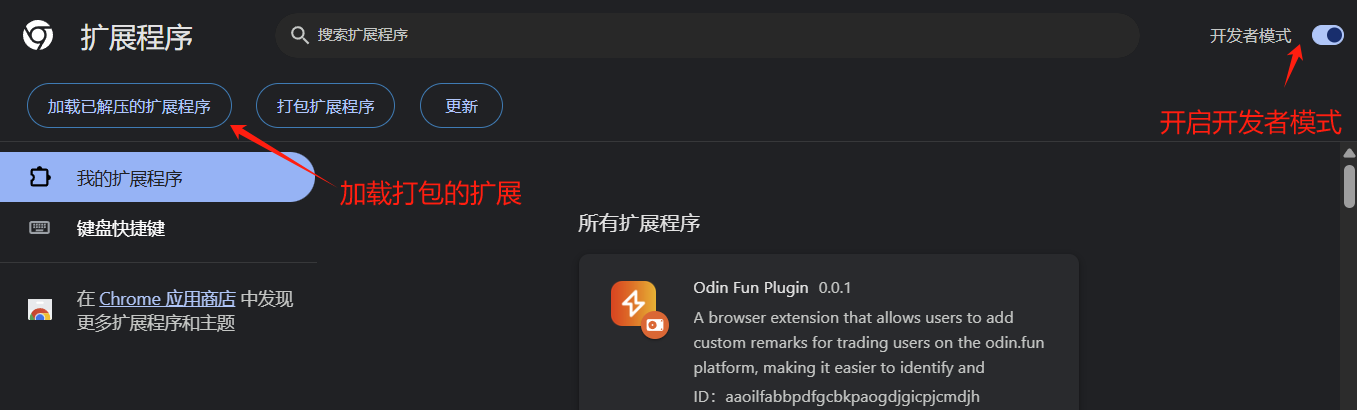 扩展程序
搜索扩展程序
开发者模式
加载已解压的扩展程序
打包扩展程序
更新
开启开发者模式
我的扩展程序
加载打包的扩展
键盘快捷键
所有扩展程序
在 Chrome 应用商店 中发现
更多扩展程序和主题
Odin Fun Plugin 0.0.1
A browser extension that allows users to add
custom remarks for trading users on the odin.fun
platform, making it easier to identify and
ID：aaoilfabbpdfgcbkpaogdjgicpjcmdjh